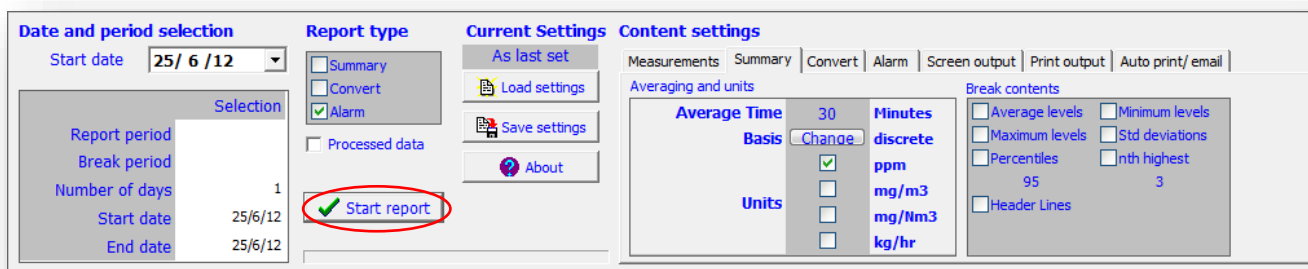 Date and period selection
Start date 25/ 6 /12
Selection
Report period
Break period
Number of days 1
Start date 25/6/12
End date 25/6/12
Report type
Summary
Convert
Alarm
Processed data
Start report
Current Settings
As last set
Load settings
Save settings
About
Content settings
Measurements Summary Convert Alarm Screen output Print output Auto print/ email
Averaging and units
Average Time 30 Minutes
Basis Change discrete
ppm
mg/m3
Units
mg/Nm3
kg/hr
Break contents
Average levels Minimum levels
Maximum levels Std deviations
Percentiles nth highest
95 3
Header Lines